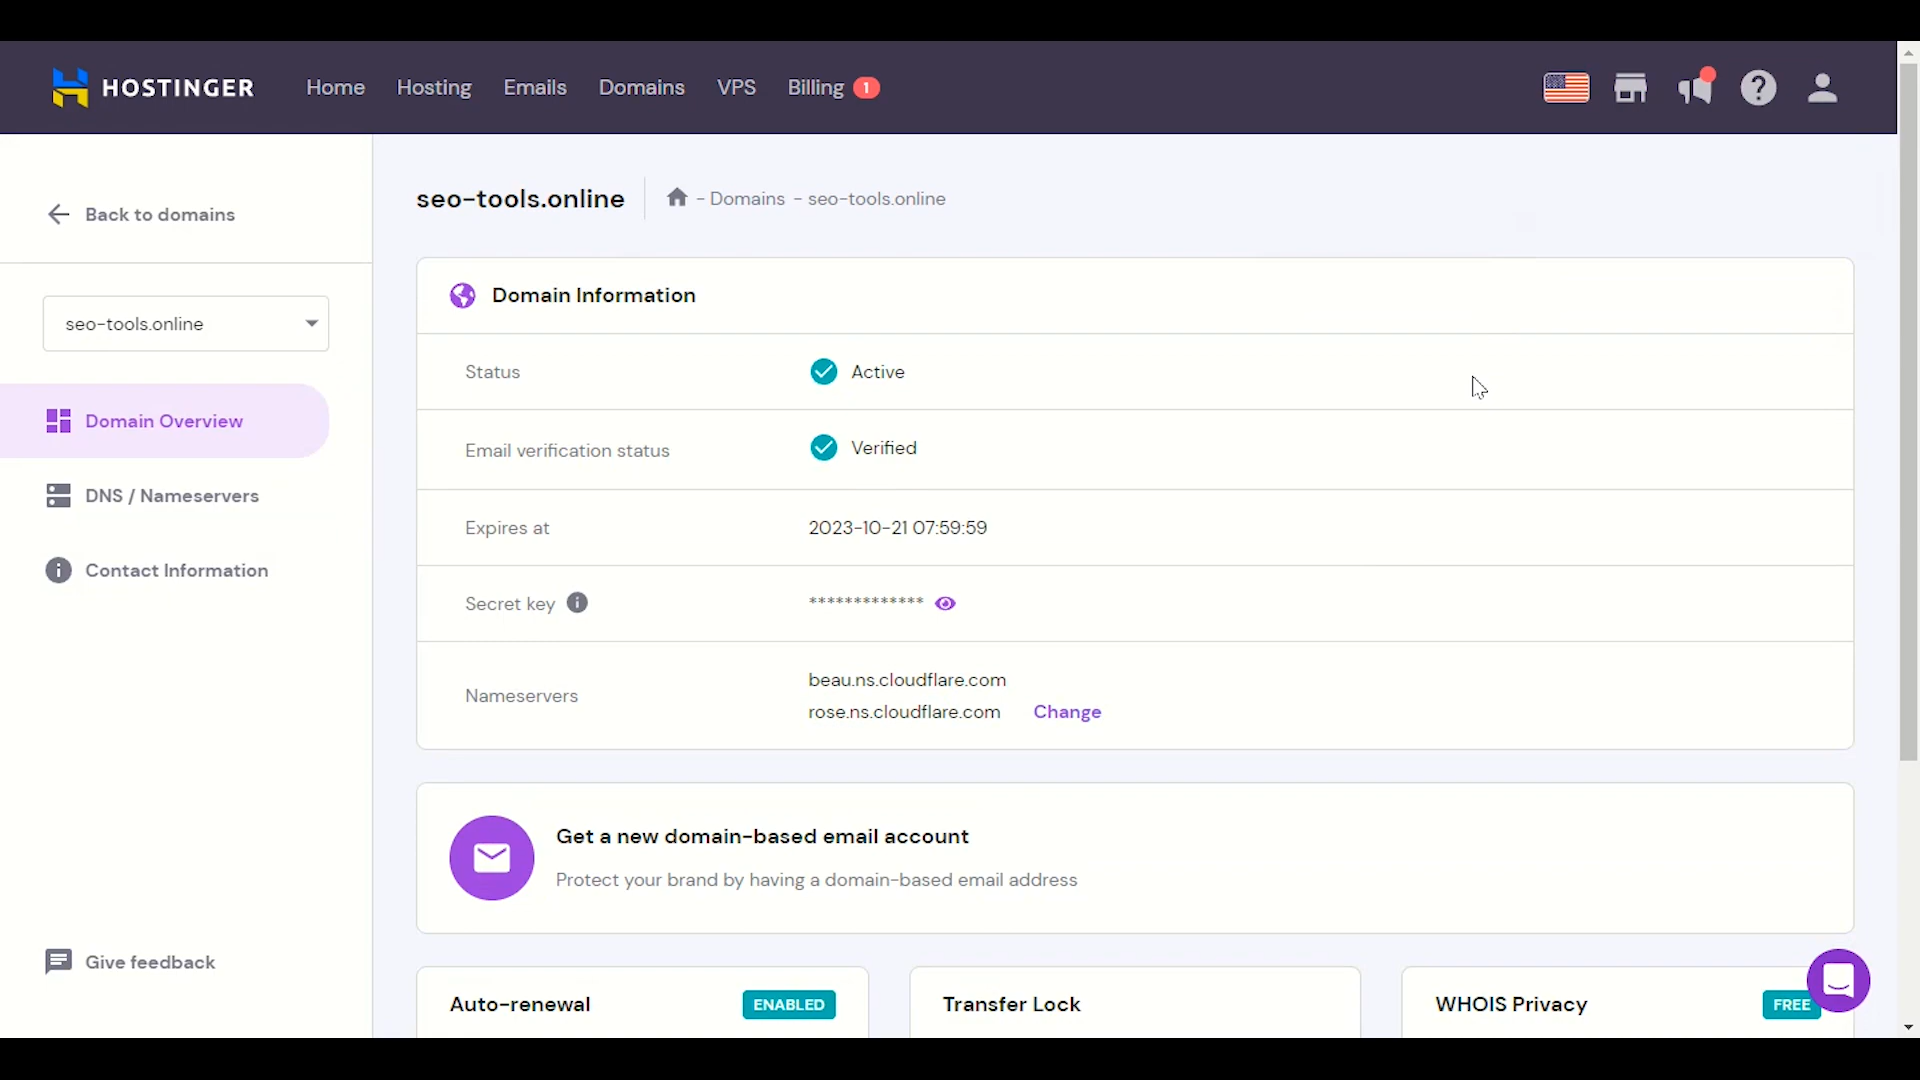 HOSTINGER Home Hosting Emails Domains VPS Billing 1
Back to domains
seo-tools.online
Domain Overview
DNS / Nameservers
Contact Information
Give feedback
seo-tools.online - Domains - seo-tools.online
Domain Information
Status Active
Email verification status Verified
Expires at 2023-10-21 07:59:59
Secret key *************
Nameservers
beau.ns.cloudflare.com
rose.ns.cloudflare.com Change
Get a new domain-based email account
Protect your brand by having a domain-based email address
Auto-renewal ENABLED
Transfer Lock
WHOIS Privacy FREE